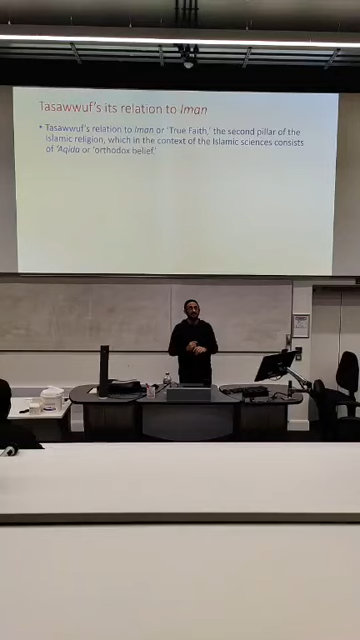 Tasawwuf's its relation to Iman
• Tasawwuf's relation to Iman or 'True Faith,' the second pillar of the
Islamic religion, which in the context of the Islamic sciences consists
of 'Aqida or 'orthodox belief.'